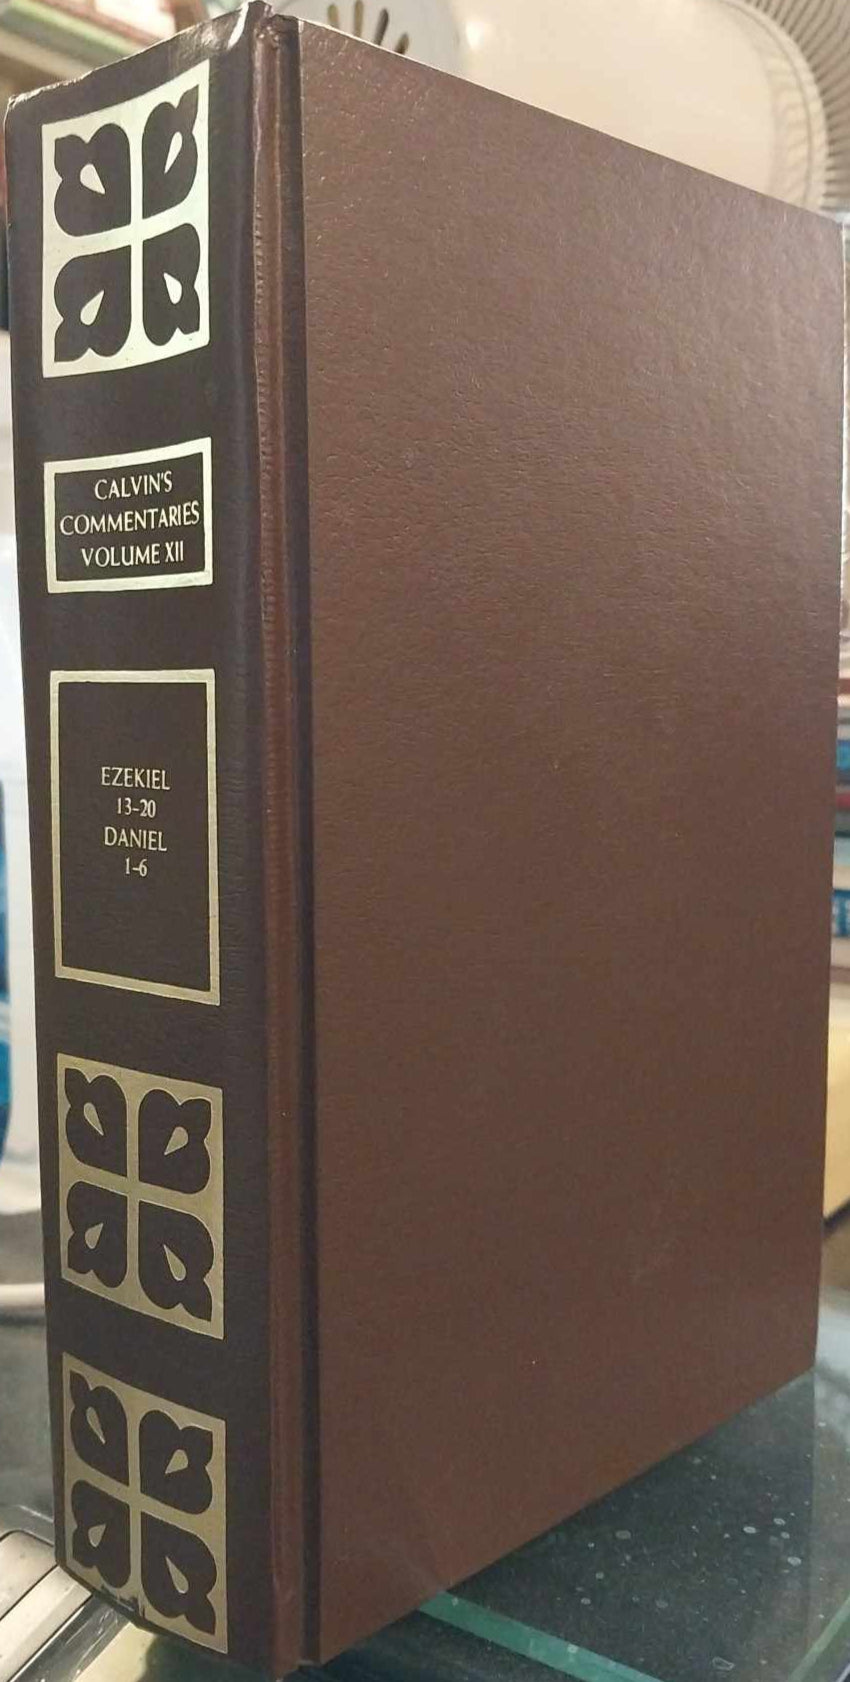 CALVIN'S
COMMENTARIES
VOLUME XII
EZEKIEL
13-20
DANIEL
1-6